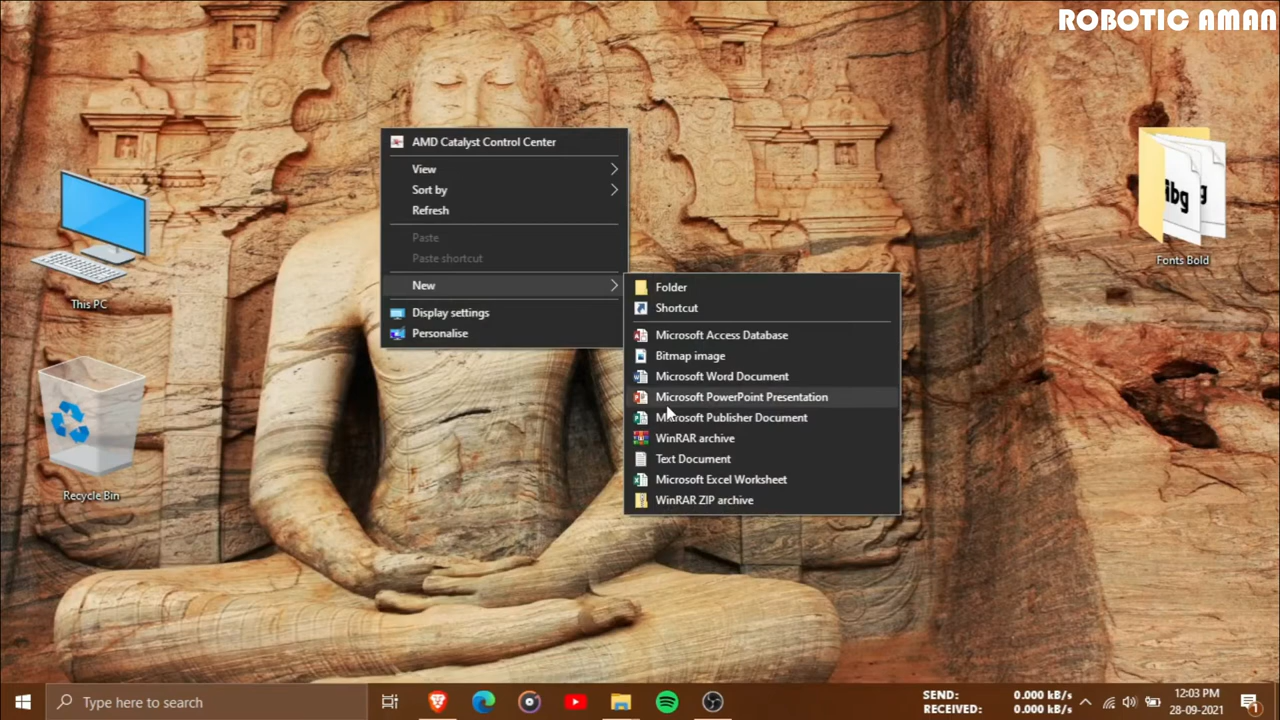 ROBOTIC AMAN
AMD Catalyst Control Center
View
Sort by
Refresh
Paste
Paste shortcut
New
Display settings
Personalise
Folder
Shortcut
Microsoft Access Database
Bitmap image
Microsoft Word Document
Microsoft PowerPoint Presentation
Microsoft Publisher Document
WinRAR archive
Text Document
Microsoft Excel Worksheet
WinRAR ZIP archive
This PC
Recycle Bin
Fonts Bold
Type here to search
SEND: 0.000 kB/s
RECEIVED: 0.000 kB/s
12:03 PM
28-09-2021
1